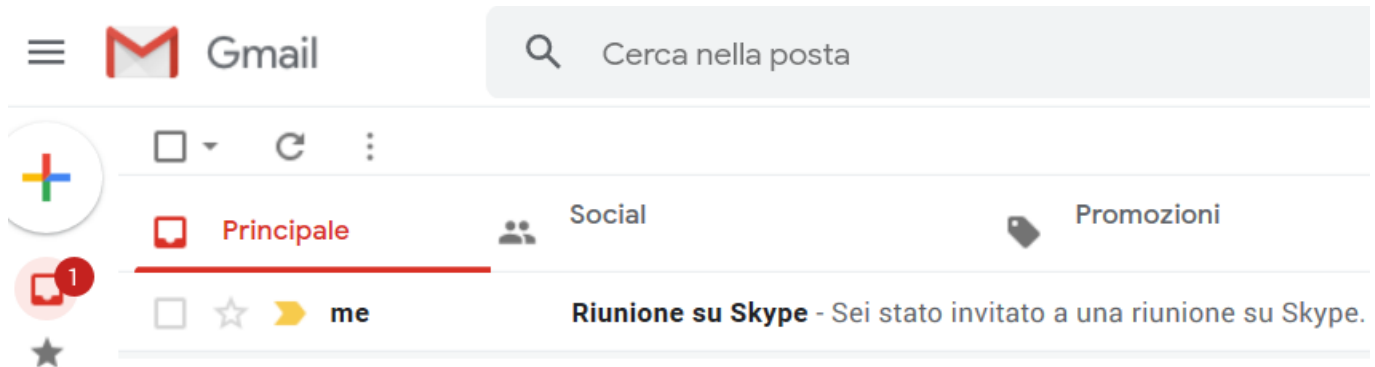 Gmail
Cerca nella posta
Principale
Social
Promozioni
1
me Riunione su Skype - Sei stato invitato a una riunione su Skype.